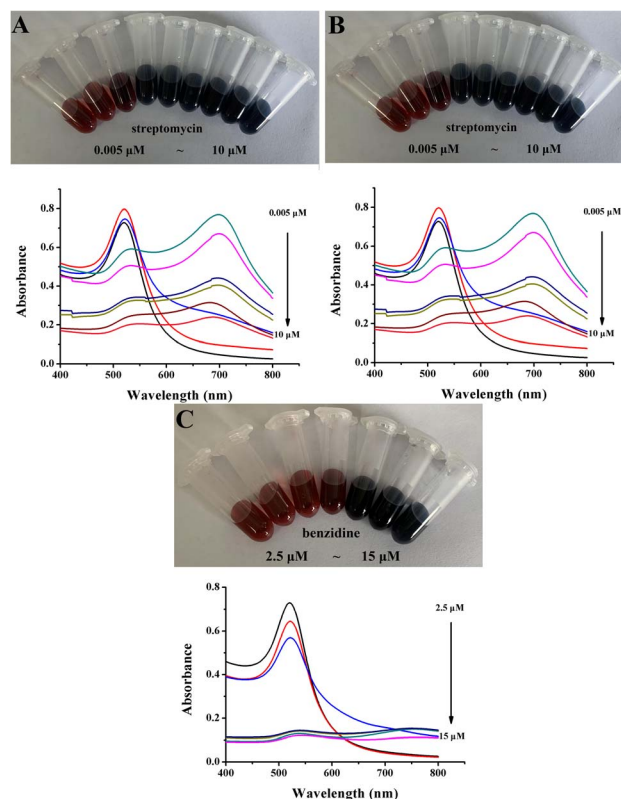 A
streptomycin
0.005 µM ~ 10 µM
B
streptomycin
0.005 µM ~ 10 µM
Absorbance
0.8
0.6
0.4
0.2
0.0
400 500 600 700 800
Wavelength (nm)
0.005 µM
10 µM
Absorbance
0.8
0.6
0.4
0.2
0.0
400 500 600 700 800
Wavelength (nm)
0.005 µM
10 µM
C
benzidine
2.5 µM ~ 15 µM
Absorbance
0.8
0.6
0.4
0.2
0.0
400 500 600 700 800
Wavelength (nm)
2.5 µM
15 µM